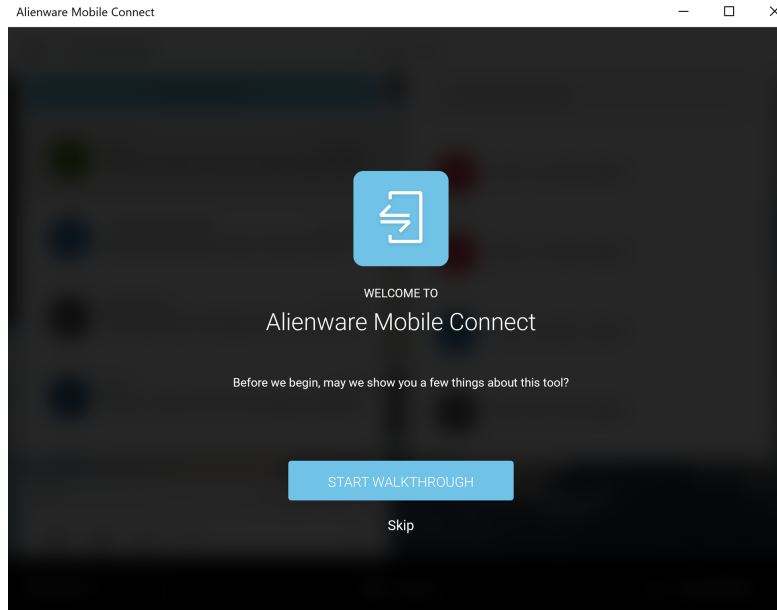 Alienware Mobile Connect
WELCOME TO
Alienware Mobile Connect
Before we begin, may we show you a few things about this tool?
START WALKTHROUGH
Skip